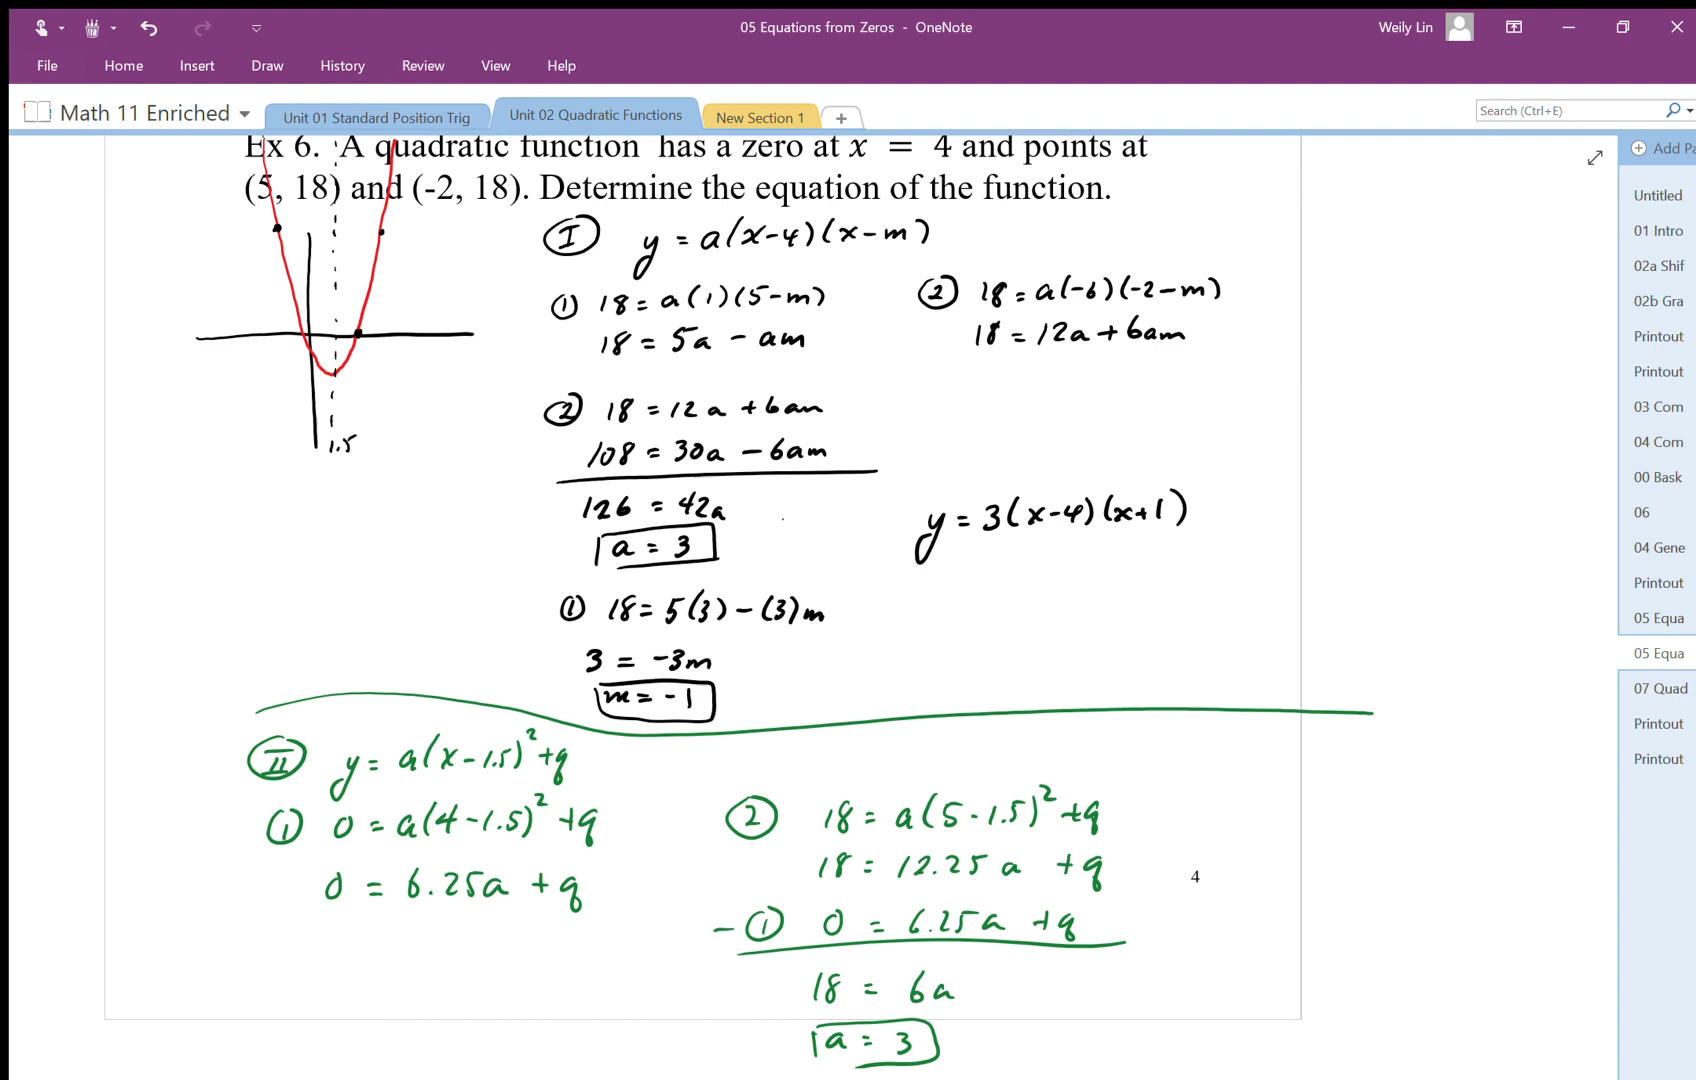 05 Equations from Zeros - OneNote
Weily Lin
File Home Insert Draw History Review View Help
Math 11 Enriched
Unit 01 Standard Position Trig
Unit 02 Quadratic Functions
New Section 1
+
Search (Ctrl+E)
Ex 6. A quadratic function has a zero at x = 4 and points at
(5, 18) and (-2, 18). Determine the equation of the function.
1.5
I y = a(x-4)(x-m)
① 18 = a(1)(5-m)
18 = 5a - am
② 18 = a(-6)(-2-m)
18 = 12a + 6am
② 18 = 12a + 6am
108 = 30a - 6am
126 = 42a
a = 3
① 18 = 5(3) - (3)m
3 = -3m
m = -1
y = 3(x-4)(x+1)
II y = a(x-1.5)² + q
① 0 = a(4-1.5)² + q
0 = 6.25a + q
② 18 = a(5-1.5)² + q
18 = 12.25a + q
- ① 0 = 6.25a + q
18 = 6a
a = 3
4
Add Pa
Untitled
01 Intro
02a Shif
02b Gra
Printout
Printout
03 Com
04 Com
00 Bask
06
04 Gene
Printout
05 Equa
05 Equa
07 Quad
Printout
Printout